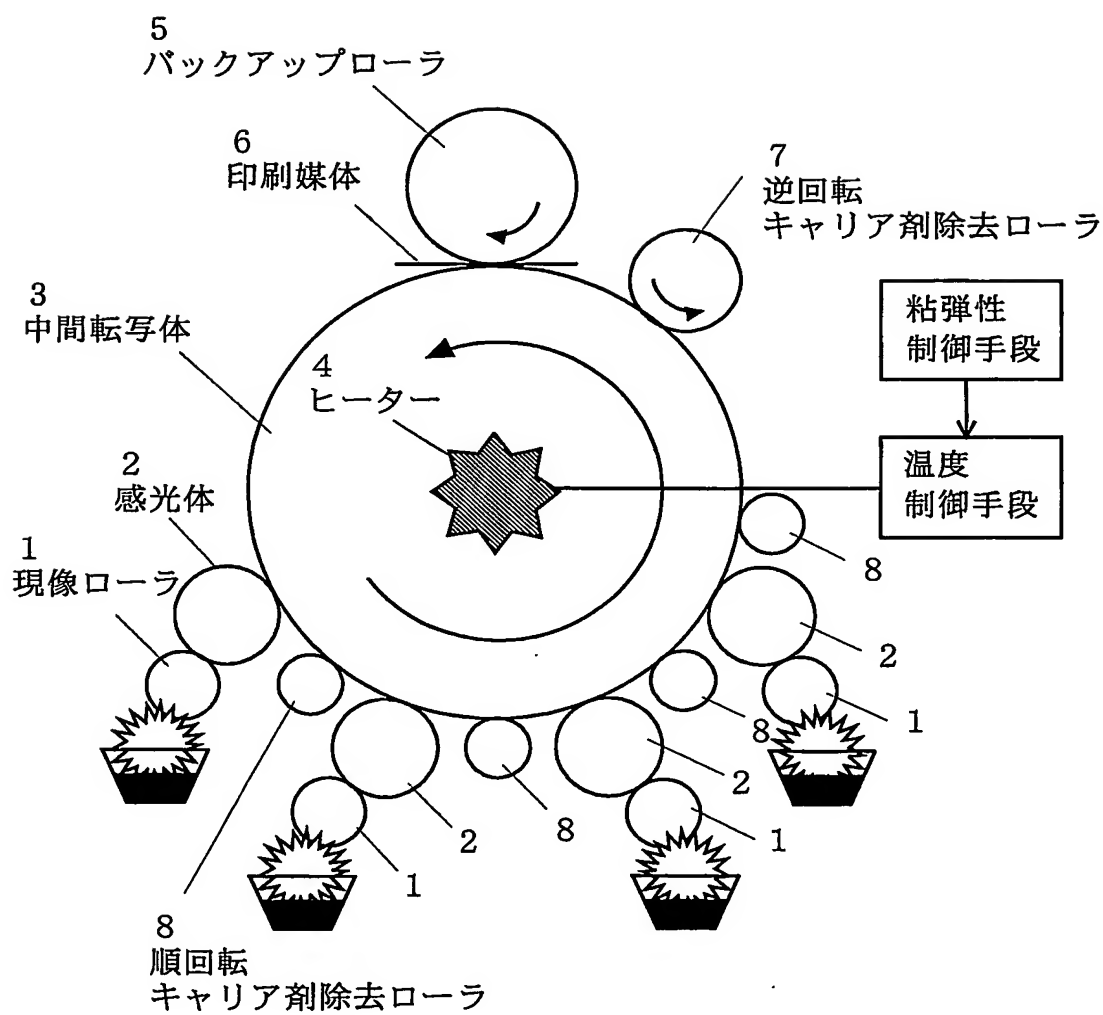 5
バックアップローラ
6
印刷媒体
7
逆回転
キャリア剤除去ローラ
3
中間転写体
粘弾性
制御手段
4
ヒーター
温度
制御手段
2
感光体
1
現像ローラ
8
2
1
8
2
1
8
2
1
8
順回転
キャリア剤除去ローラ